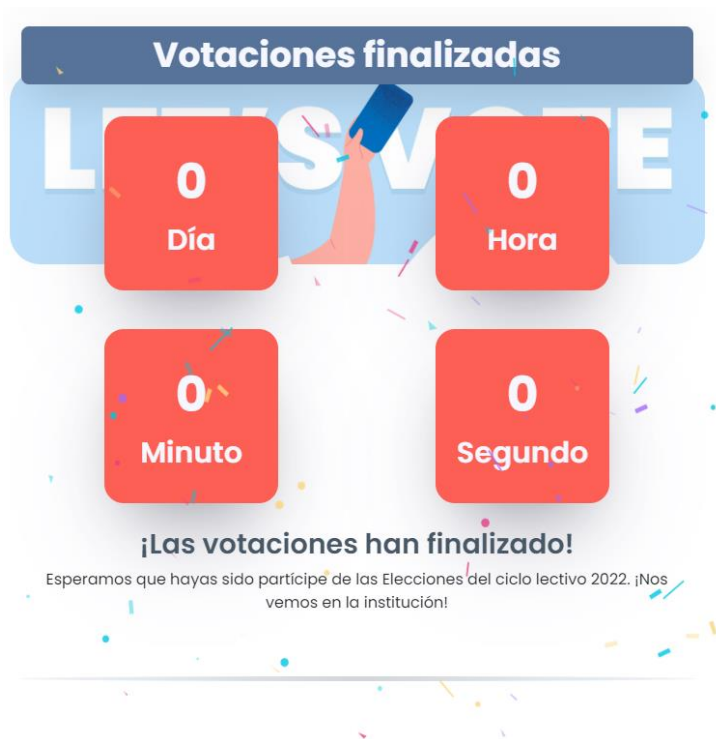 Votaciones finalizadas
LET'S VOTE
0
Día
0
Hora
0
Minuto
0
Segundo
¡Las votaciones han finalizado!
Esperamos que hayas sido partícipe de las Elecciones del ciclo lectivo 2022. ¡Nos
vemos en la institución!